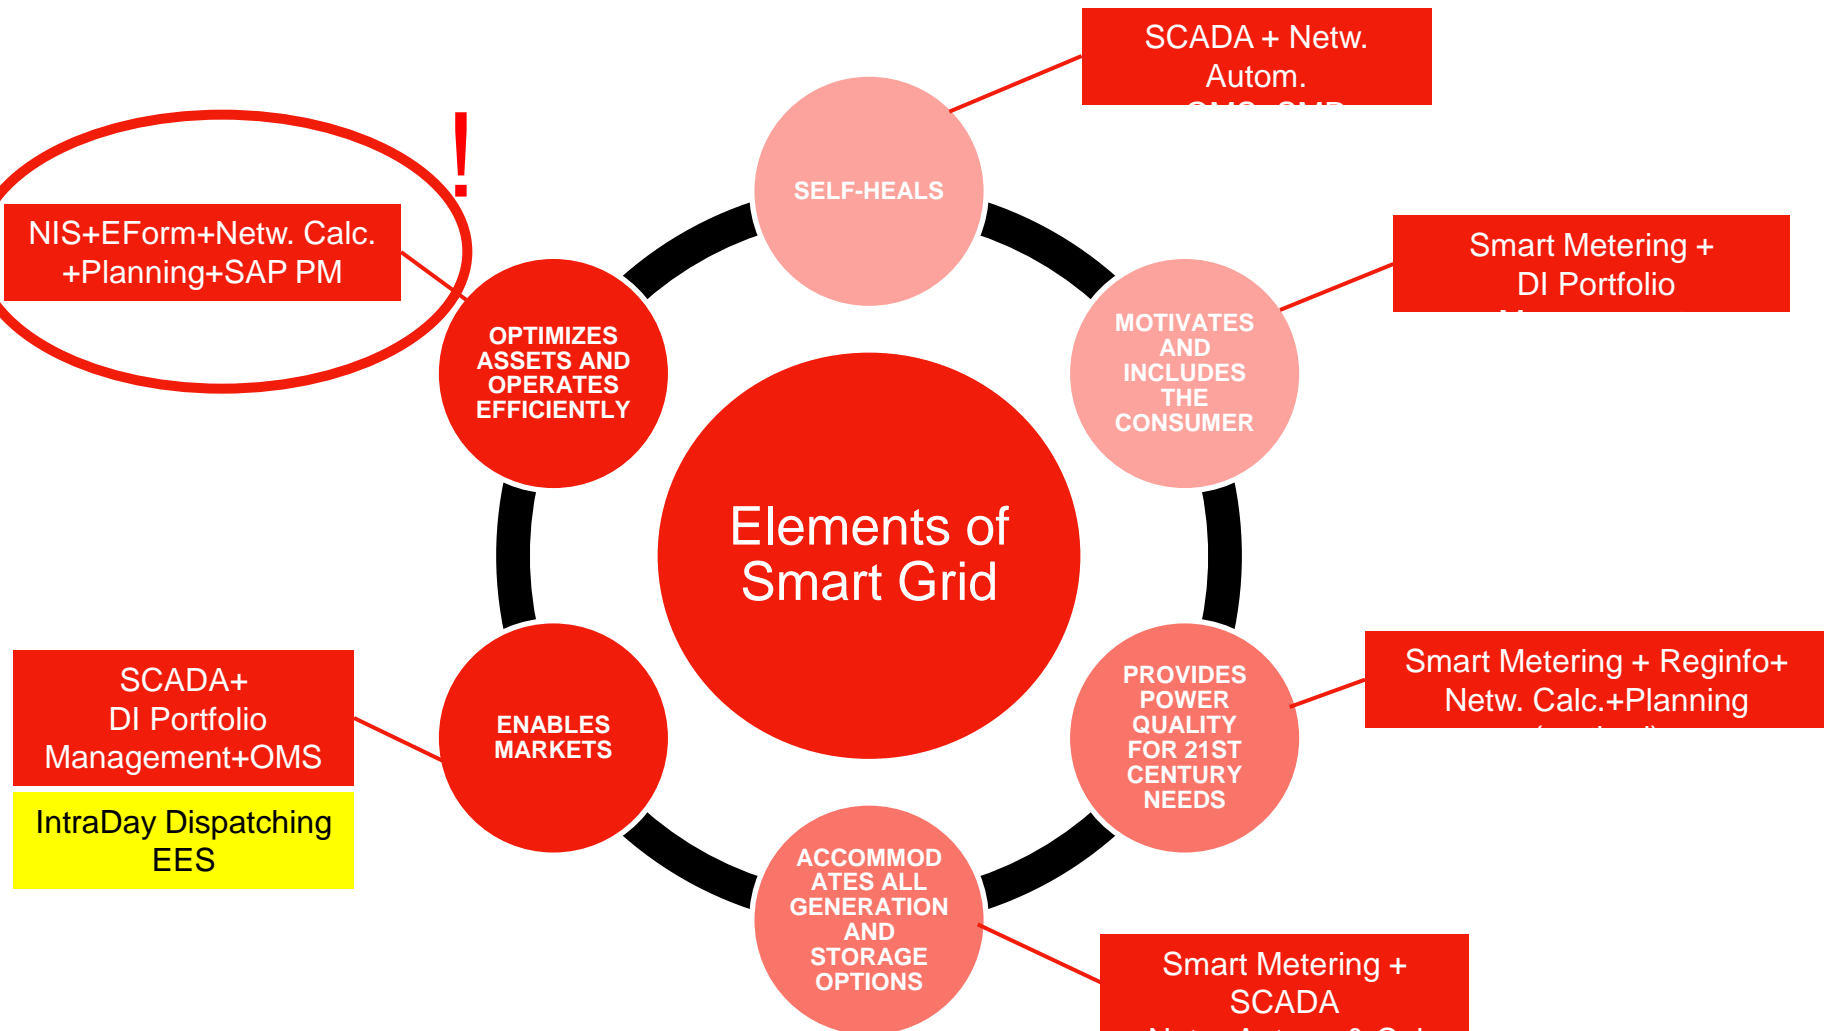 SCADA + Netw.
Autom.
!
SELF-HEALS
NIS+EForm+Netw. Calc.
+Planning+SAP PM
Smart Metering +
DI Portfolio
OPTIMIZES
ASSETS AND
OPERATES
EFFICIENTLY
MOTIVATES
AND
INCLUDES
THE
CONSUMER
Elements of
Smart Grid
SCADA+
DI Portfolio
Management+OMS
IntraDay Dispatching
EES
ENABLES
MARKETS
PROVIDES
POWER
QUALITY
FOR 21ST
CENTURY
NEEDS
Smart Metering + Reginfo+
Netw. Calc.+Planning
ACCOMMOD
ATES ALL
GENERATION
AND
STORAGE
OPTIONS
Smart Metering +
SCADA